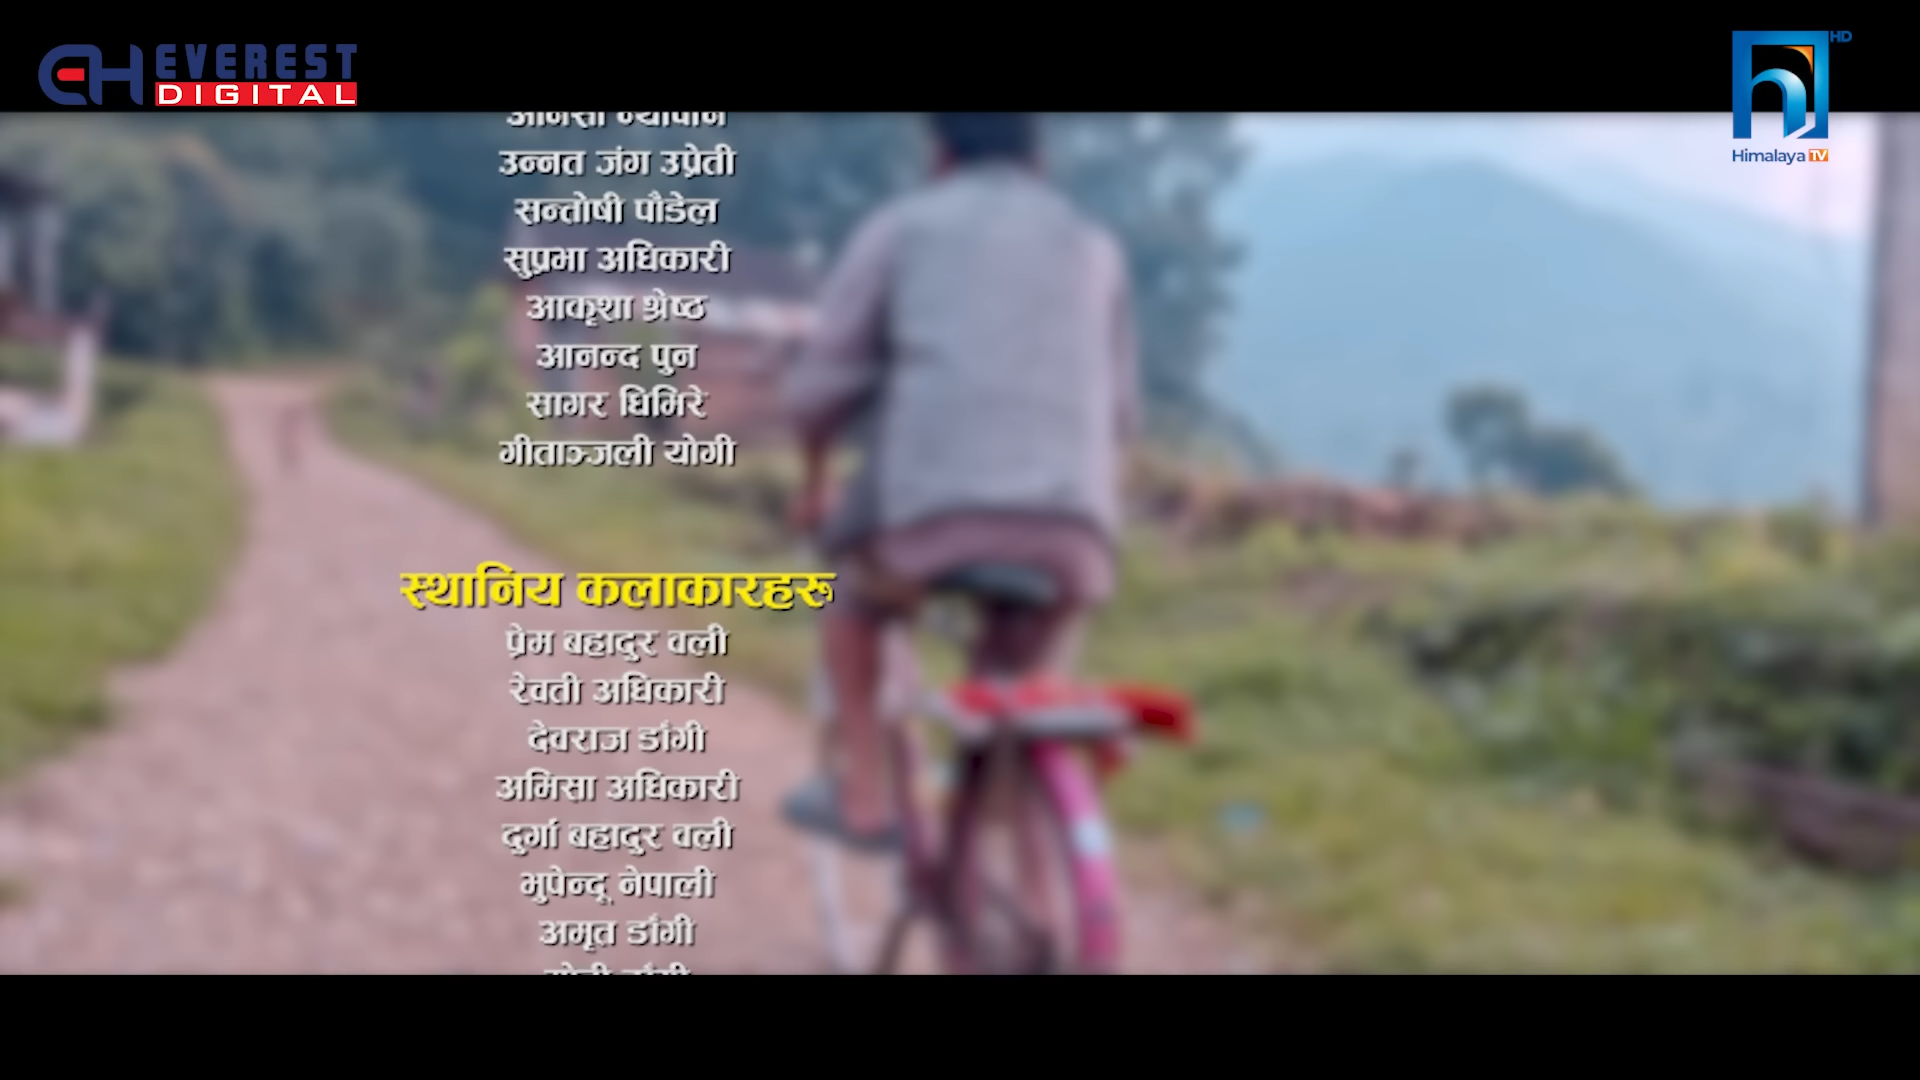 EVEREST
DIGITAL
HD
Himalaya TV
उन्नत जंग उप्रेती
सन्तोषी पौडेल
सुप्रभा अधिकारी
आकृशा श्रेष्ठ
आनन्द पुन
सागर घिमिरे
गीताञ्जली योगी
स्थानिय कलाकारहरू
प्रेम बहादुर वली
रेवती अधिकारी
देवराज डाँगी
अमिसा अधिकारी
दुर्गा बहादुर वली
भुपेन्दू नेपाली
अमृत डाँगी